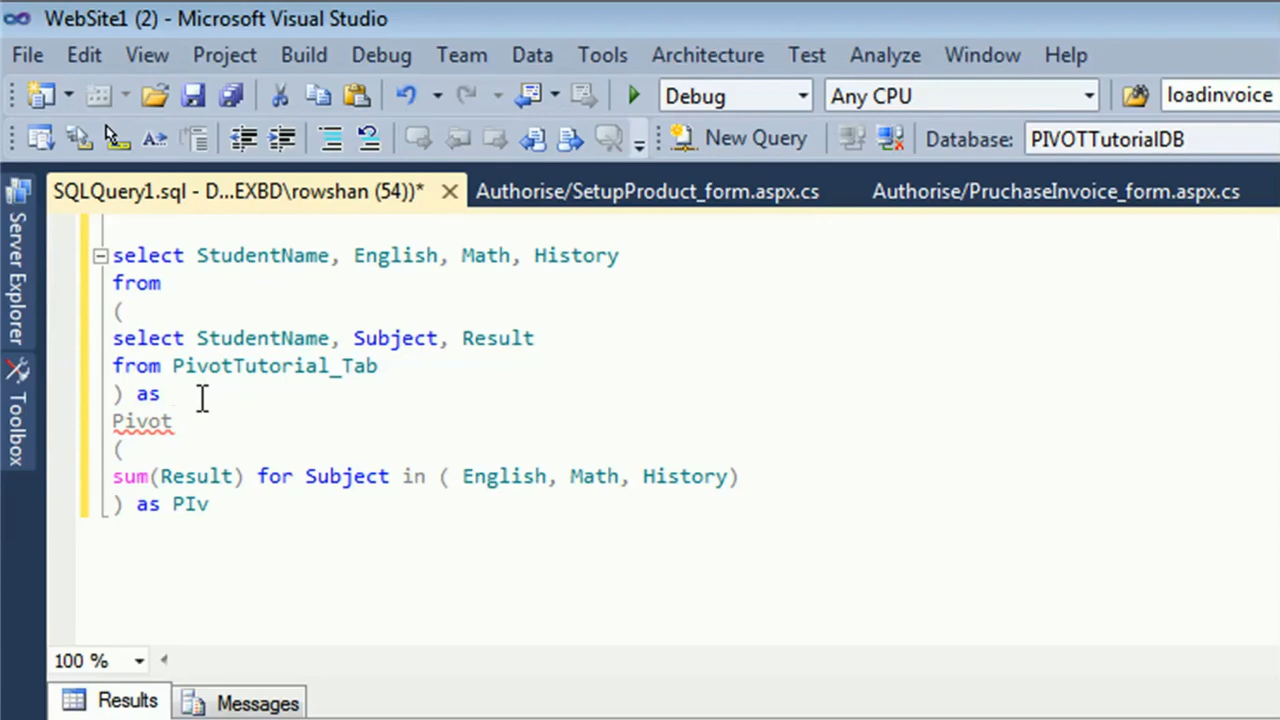 WebSite1 (2) - Microsoft Visual Studio
File Edit View Project Build Debug Team Data Tools Architecture Test Analyze Window Help
Debug Any CPU loadinvoice
New Query Database: PIVOTTutorialDB
SQLQuery1.sql - D...EXBD\rowshan (54))* Authorise/SetupProduct_form.aspx.cs Authorise/PruchaseInvoice_form.aspx.cs
Server Explorer
Toolbox
select StudentName, English, Math, History
from
(
select StudentName, Subject, Result
from PivotTutorial_Tab
) as
Pivot
(
sum(Result) for Subject in ( English, Math, History)
) as PIv
100 %
Results Messages